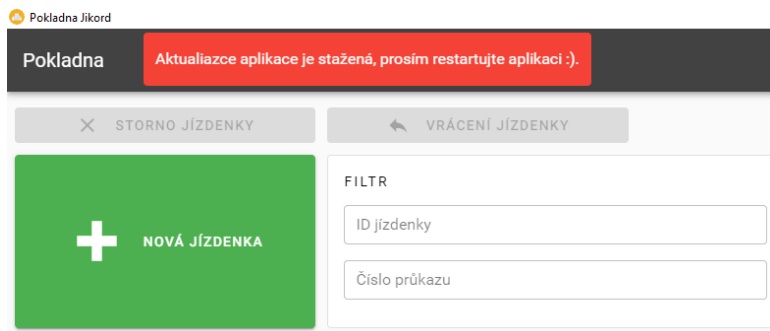 Pokladna Jikord
Pokladna
Aktualiazce aplikace je stažená, prosím restartujte aplikaci :).
STORNO JÍZDENKY
VRÁCENÍ JÍZDENKY
NOVÁ JÍZDENKA
FILTR
ID jízdenky
Číslo průkazu